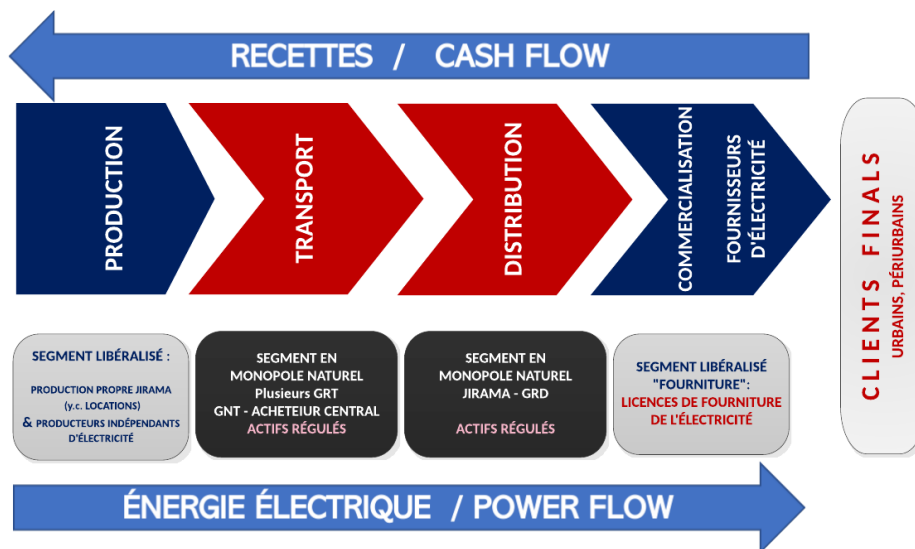 RECETTES / CASH FLOW
PRODUCTION
TRANSPORT
DISTRIBUTION
COMMERCIALISATION
FOURNISSEURS
D'ÉLECTRICITÉ
CLIENTS FINALS
URBAINS, PÉRIURBAINS
SEGMENT LIBÉRALISÉ :
PRODUCTION PROPRE JIRAMA
(y.c. LOCATIONS)
& PRODUCTEURS INDÉPENDANTS
D'ÉLECTRICITÉ
SEGMENT EN
MONOPOLE NATUREL
Plusieurs GRT
GNT - ACHETEIUR CENTRAL
ACTIFS RÉGULÉS
SEGMENT EN
MONOPOLE NATUREL
JIRAMA - GRD
ACTIFS RÉGULÉS
SEGMENT LIBÉRALISÉ
"FOURNITURE":
LICENCES DE FOURNITURE
DE L'ÉLECTRICITÉ
ÉNERGIE ÉLECTRIQUE / POWER FLOW